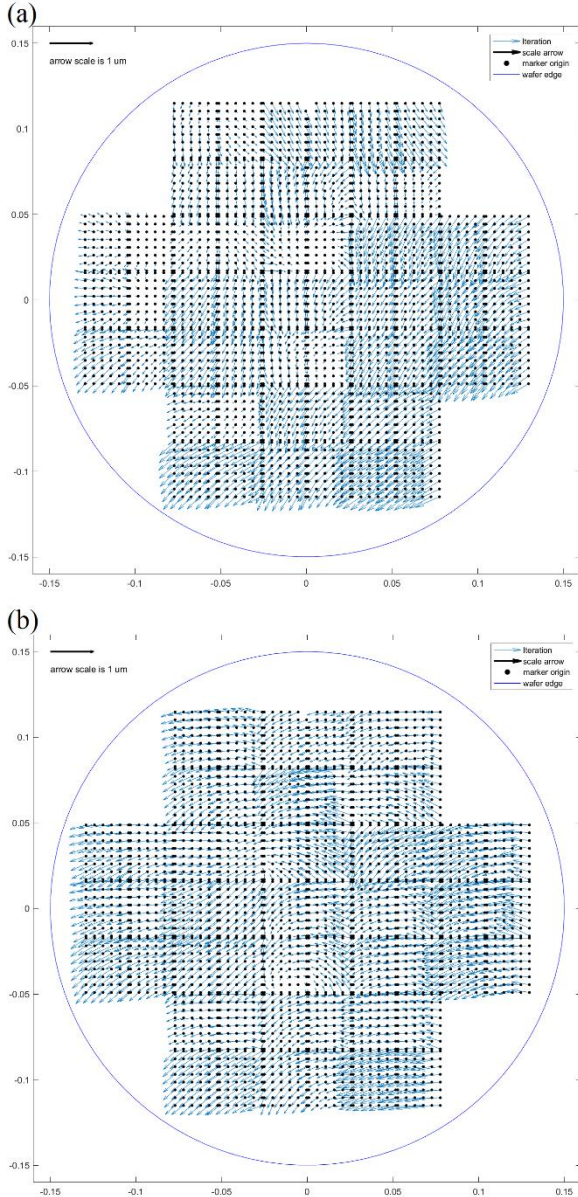 (a)
0.15
arrow scale is 1 um
Iteration
scale arrow
marker origin
wafer edge
0.1
0.05
0
-0.05
-0.1
-0.15
-0.15 -0.1 -0.05 0 0.05 0.1 0.15
(b)
0.15
arrow scale is 1 um
Iteration
scale arrow
marker origin
wafer edge
0.1
0.05
0
-0.05
-0.1
-0.15
-0.15 -0.1 -0.05 0 0.05 0.1 0.15